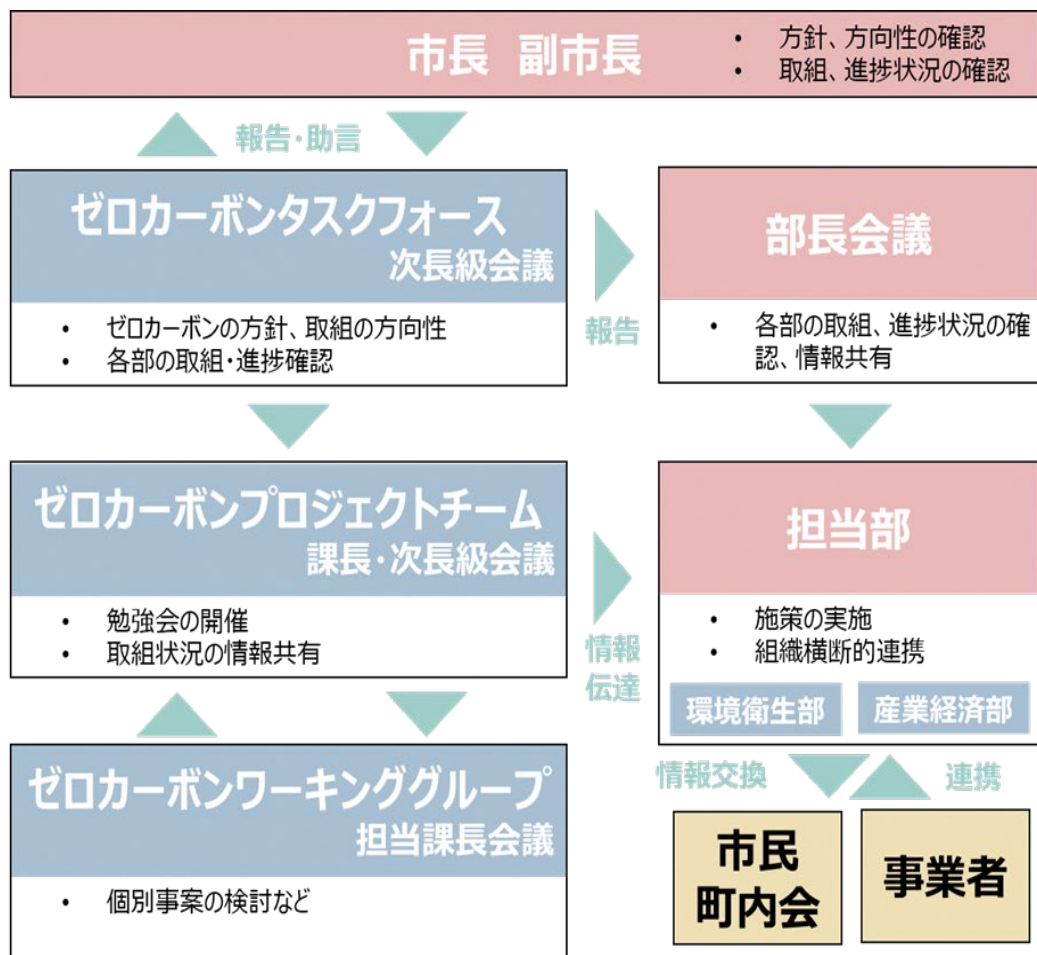 市長 副市長
• 方針、方向性の確認
• 取組、進捗状況の確認
報告・助言
ゼロカーボンタスクフォース
次長級会議
• ゼロカーボンの方針、取組の方向性
• 各部の取組・進捗確認
報告
部長会議
• 各部の取組、進捗状況の確
認、情報共有
ゼロカーボンプロジェクトチーム
課長・次長級会議
• 勉強会の開催
• 取組状況の情報共有
情報
伝達
担当部
• 施策の実施
• 組織横断的連携
環境衛生部
産業経済部
ゼロカーボンワーキンググループ
担当課長会議
• 個別事案の検討など
情報交換
連携
市民
町内会
事業者